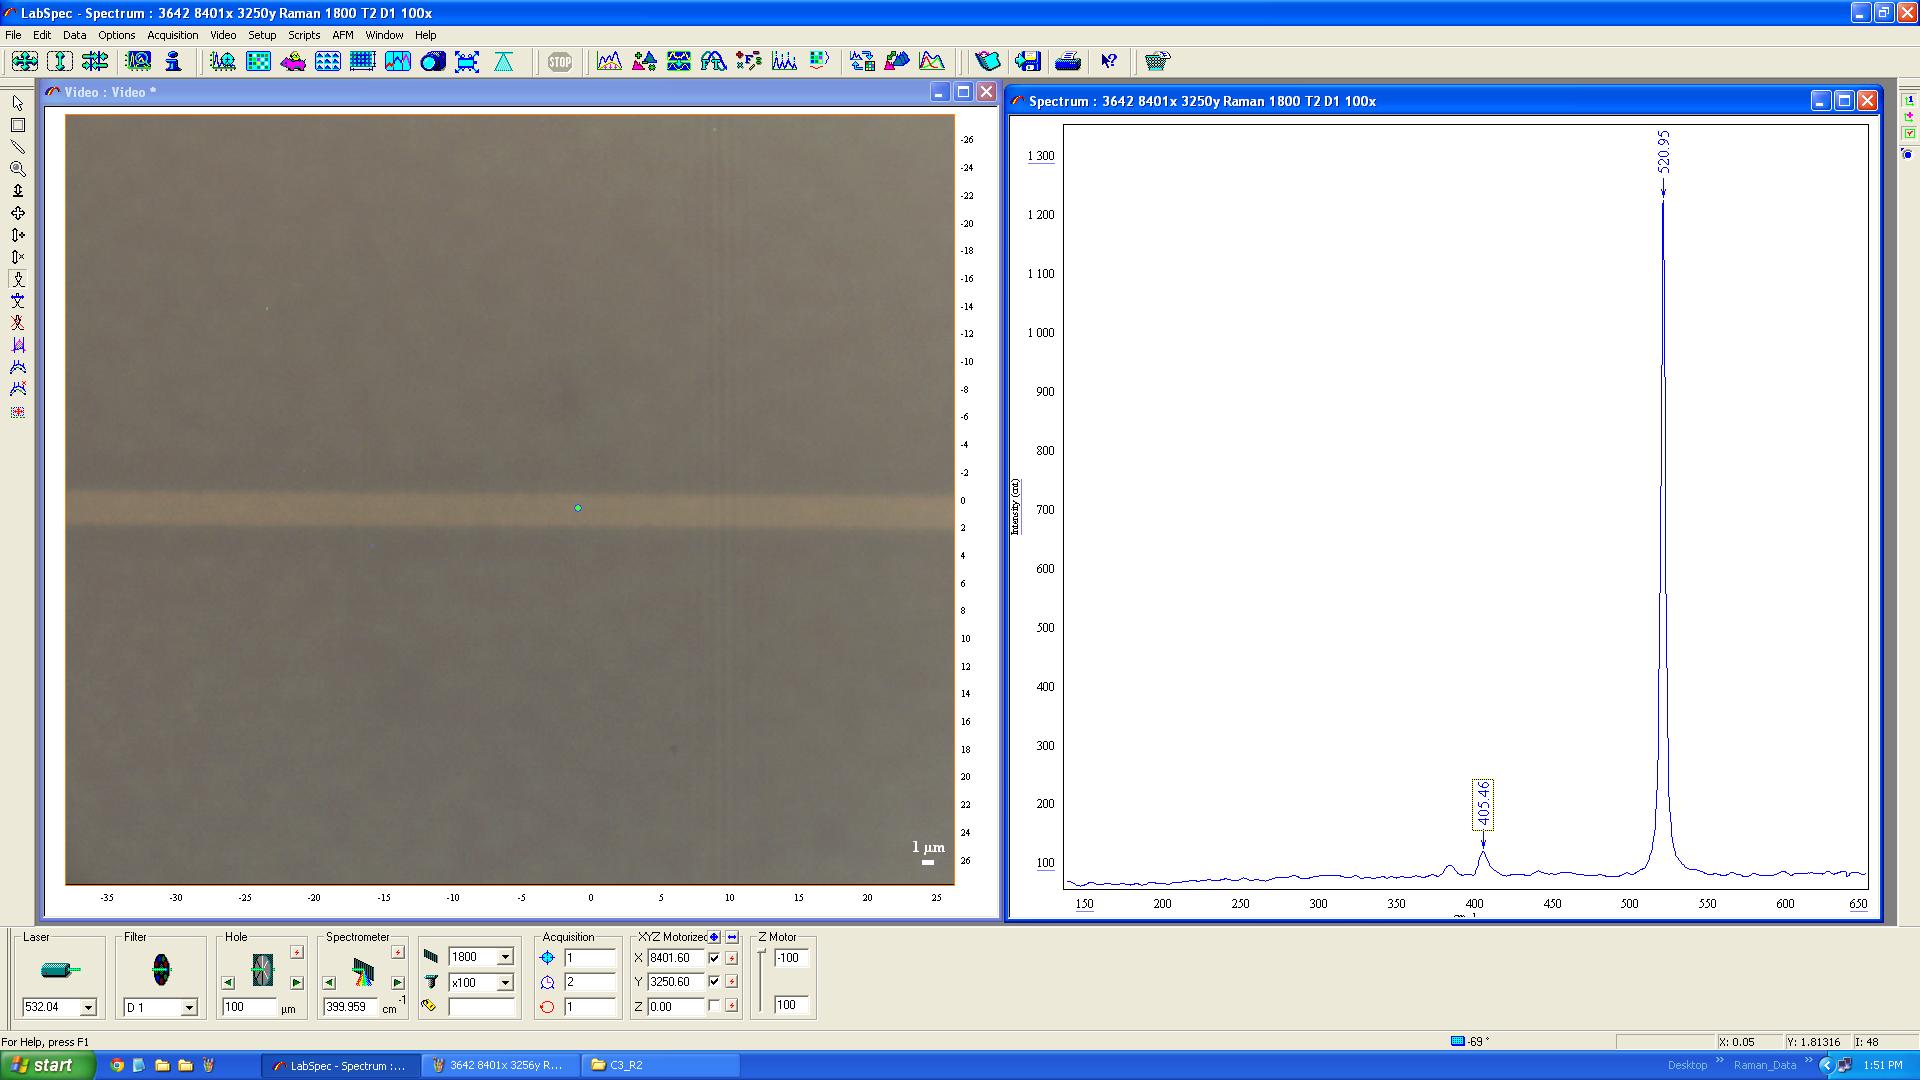 LabSpec - Spectrum : 3642 8401x 3250y Raman 1800 T2 D1 100x
File Edit Data Options Acquisition Video Setup Scripts AFM Window Help
STOP
Video : Video *
-26
-24
-22
-20
-18
-16
-14
-12
-10
-8
-6
-4
-2
0
2
4
6
8
10
12
14
16
18
20
22
24
26
1 µm
-35 -30 -25 -20 -15 -10 -5 0 5 10 15 20 25
Spectrum : 3642 8401x 3250y Raman 1800 T2 D1 100x
520.95
1 300
1 200
1 100
1 000
900
800
700
600
500
400
300
200
100
Intensity (cnt)
405.46
150 200 250 300 350 400 450 500 550 600 650
Laser
532.04
Filter
D 1
Hole
100 µm
Spectrometer
399.959 cm-1
1800
x100
Acquisition
1
2
1
XYZ Motorized
X 8401.60
Y 3250.60
Z 0.00
Z Motor
-100
100
For Help, press F1
-69 °
X: 0.05
Y: 1.81316
I: 48
start
LabSpec - Spectrum :...
3642 8401x 3256y R...
C3_R2
Desktop »
Raman_Data »
1:51 PM